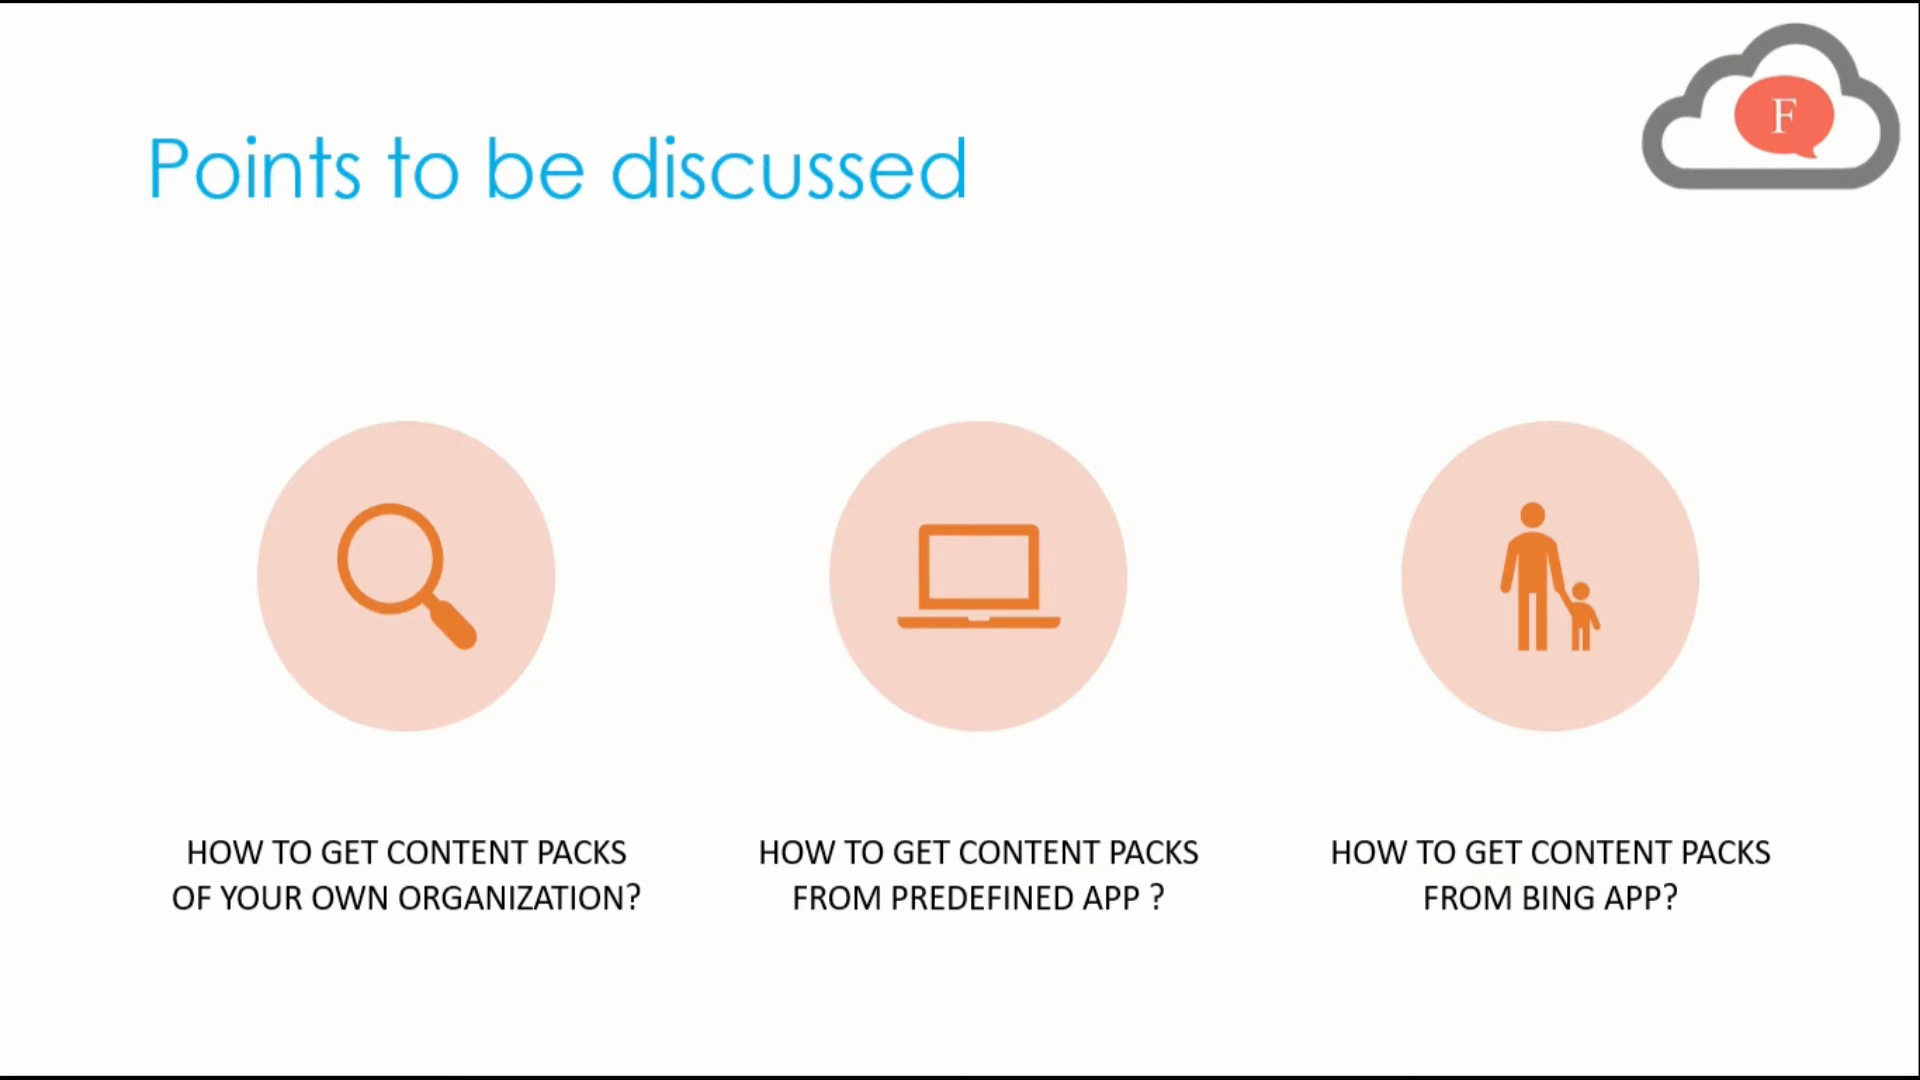 F
Points to be discussed
HOW TO GET CONTENT PACKS
OF YOUR OWN ORGANIZATION?
HOW TO GET CONTENT PACKS
FROM PREDEFINED APP ?
HOW TO GET CONTENT PACKS
FROM BING APP?